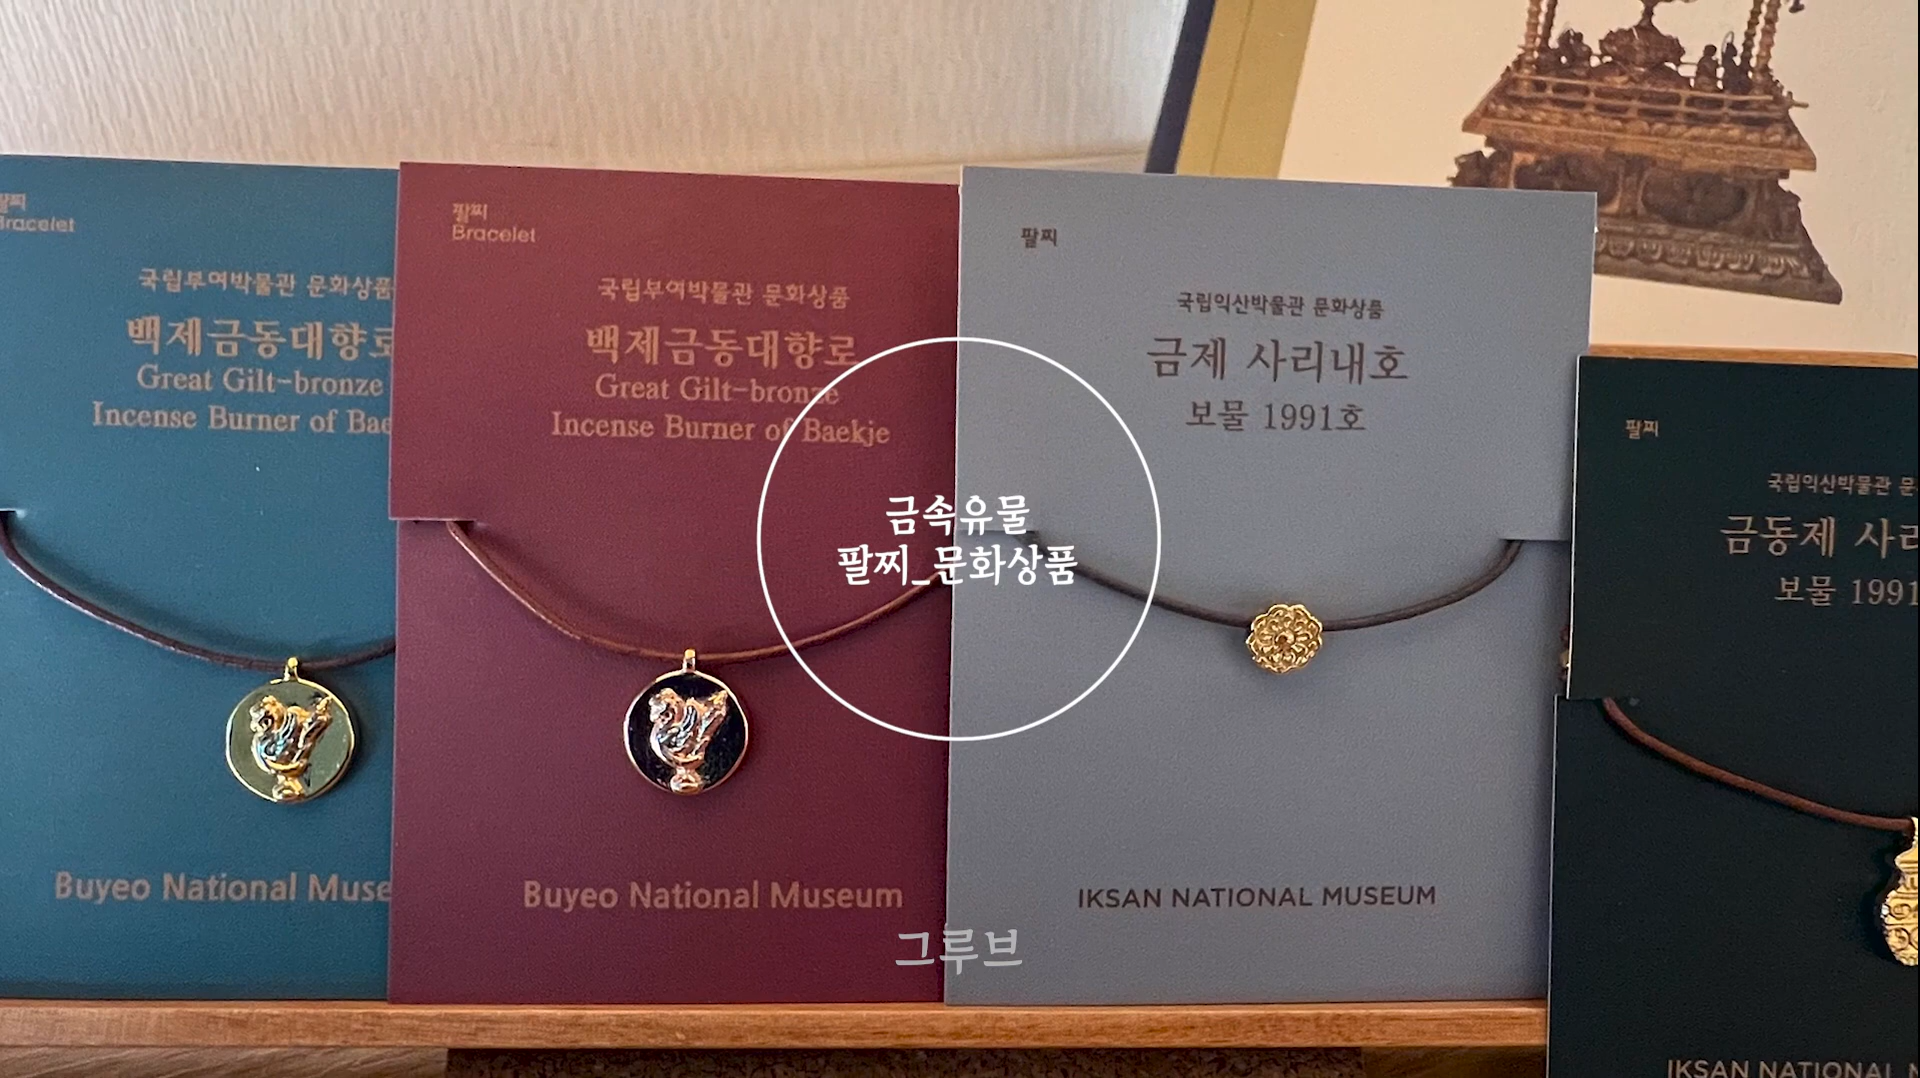 팔찌
Bracelet
국립부여박물관 문화상품
백제금동대향로
Great Gilt-bronze
Incense Burner of
Buyeo National
팔찌
Bracelet
국립부여박물관 문화상품
백제금동대향로
Great Gilt-bronze
Incense Burner of Baekje
Buyeo National Museum
팔찌
국립익산박물관 문화상품
금제 사리내호
보물 1991호
IKSAN NATIONAL MUSEUM
팔찌
국립익산박물관
금동제
보물 1991
IKSAN NATIONAL
금속유물
팔찌_문화상품
그루브